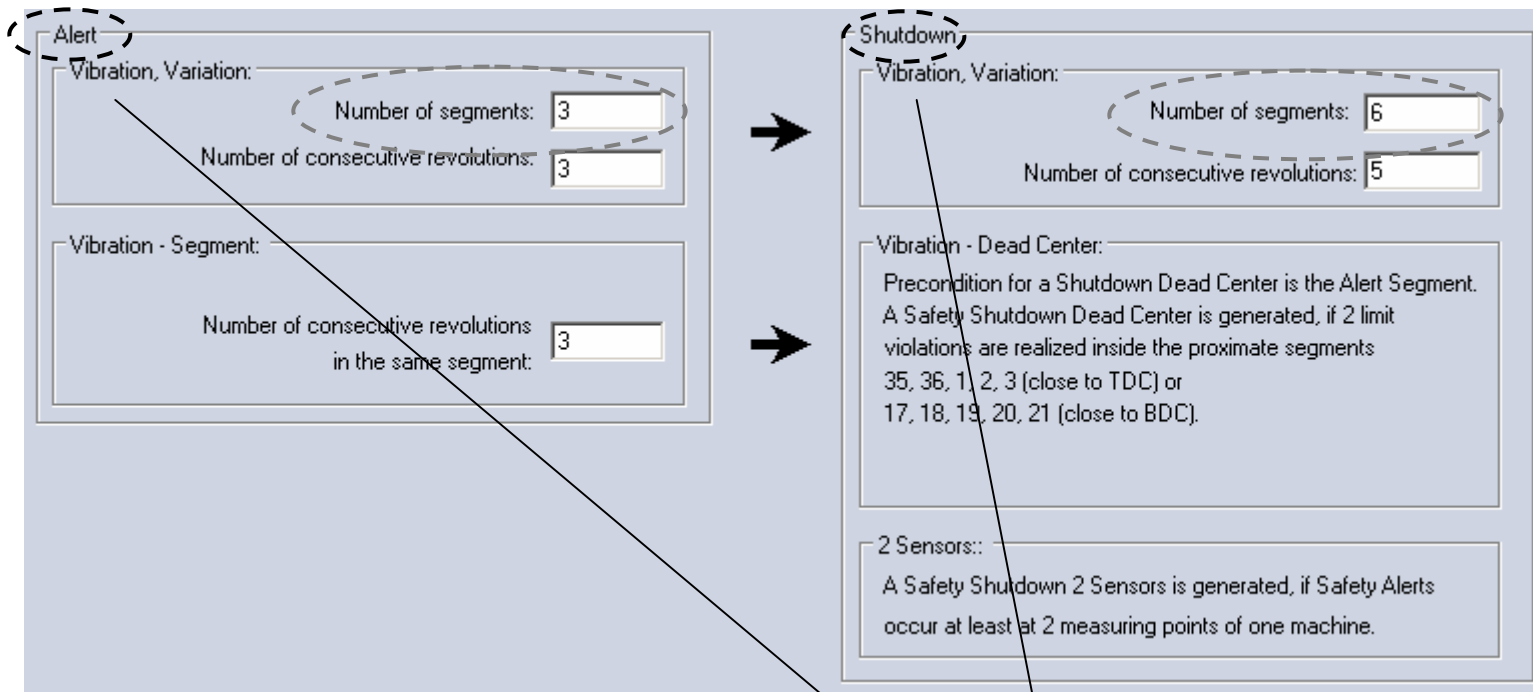 Alert
Vibration, Variation:
Number of segments: 3
Number of consecutive revolutions: 3
Vibration - Segment:
Number of consecutive revolutions
in the same segment: 3
Shutdown
Vibration, Variation:
Number of segments: 6
Number of consecutive revolutions: 5
Vibration - Dead Center:
Precondition for a Shutdown Dead Center is the Alert Segment.
A Safety Shutdown Dead Center is generated, if 2 limit
violations are realized inside the proximate segments
35, 36, 1, 2, 3 (close to TDC) or
17, 18, 19, 20, 21 (close to BDC).
2 Sensors::
A Safety Shutdown 2 Sensors is generated, if Safety Alerts
occur at least at 2 measuring points of one machine.